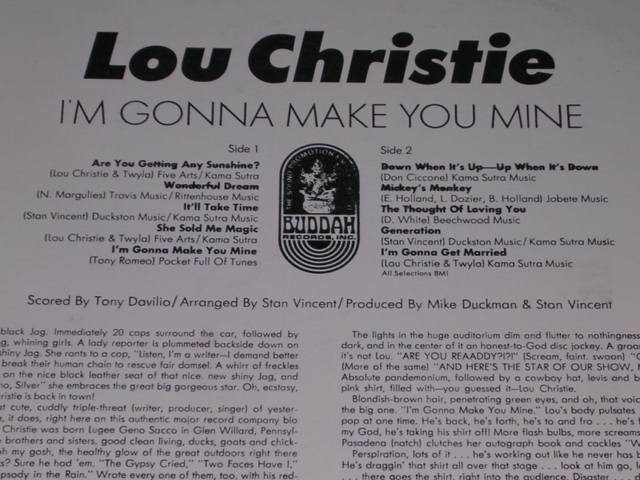 Lou Christie
I'M GONNA MAKE YOU MINE
Side 1
Are You Getting Any Sunshine?
(Lou Christie & Twyla) Five Arts/Kama Sutra
Wonderful Dream
(N. Margulies) Travis Music/Rittenhouse Music
It'll Take Time
(Stan Vincent) Duckston Music/Kama Sutra Music
She Sold Me Magic
(Lou Christie & Twyla) Five Arts/Kama Sutra
I'm Gonna Make You Mine
(Tony Romeo) Pocket Full Of Tunes
THE SOUND PROMOTION
BUDDAH
RECORDS, INC.
Side 2
Down When It's Up—Up When It's Down
(Don Ciccone) Kama Sutra Music
Mickey's Monkey
(E. Holland, L. Dozier, B. Holland) Jobete Music
The Thought Of Loving You
(D. White) Beechwood Music
Generation
(Stan Vincent) Duckston Music/Kama Sutra Music
I'm Gonna Get Married
(Lou Christie & Twyla) Kama Sutra Music
All Selections BMI
Scored By Tony Davilio/Arranged By Stan Vincent/Produced By Mike Duckman & Stan Vincent
black Jag. Immediately 20 cops surround the car, followed by
g, whining girls. A lady reporter is plummeted backside down on
shiny Jag. She rants to a cop, "Listen, I'm a writer—I demand better
break their human chain to rescue fair damsel. A whirr of freckles
on the nice black leather seat of that nice. new shiny Jag, and
no, Silver" she embraces the great big gorgeous star. Oh, ecstasy,
hristie is back in town!
at cute, cuddly triple-threat (writer, producer, singer) of yester-
e, it does, right here on this authentic major record company bio
Christie was born Lugee Geno Sacco in Glen Willard, Pennsyl-
e brothers and sisters. good clean living, ducks, goats and chick-
h my gosh, the healthy glow of the great outdoors right there
s? Sure he had 'em. "The Gypsy Cried," "Two Faces Have I,"
apsody in the Rain." Wrote every one of them, too, with his red-
The lights in the huge auditorium dim and flutter to nothingness
dark, and in the center of it an honest-to-God disc jockey. A groa
it's not Lou. "ARE YOU REAADDY?!?!" (Scream, faint. swoon)
(More of the same) "AND HERE'S THE STAR OF OUR SHOW,
Absolute pandemonium, followed by a cowboy hat, levis and b
pink shirt, filled with—you guessed it—Lou Christie.
Blondish-brown hair, penetrating green eyes, and oh, that voic
the big one. "I'm Gonna Make You Mine." Lou's body pulsates
pop at one time. He's back, he's forth, he's to and fro . . . he's
my God, he's taking his shirt off! More flash bulbs, more screams
Pasadena (natch) clutches her autograph book and cackles "W
Perspiration, lots of it . . . he's working out like he never has b
He's draggin' that shirt all over that stage . . . look at him go,
. . . there goes the shirt, right into the audience. Disaster